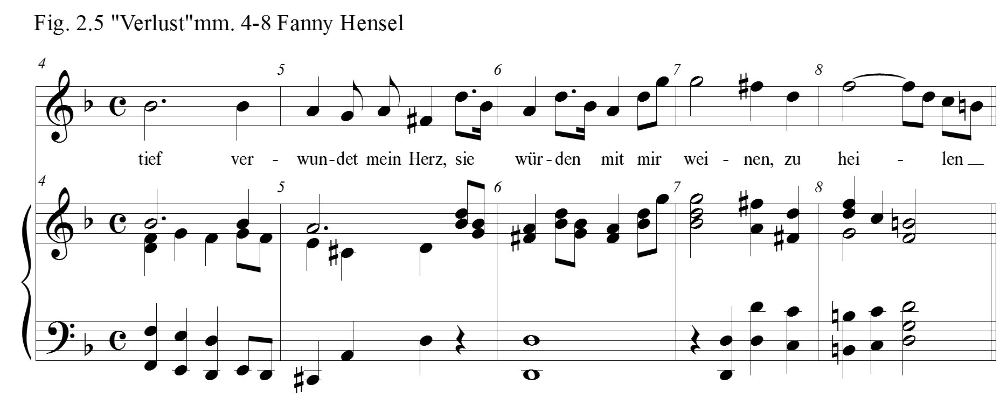 Fig. 2.5 "Verlust"mm. 4-8 Fanny Hensel
4 5 6 7 8
tief ver - wun-det mein Herz, sie wür-den mit mir wei - nen, zu hei - len
4 5 6 7 8